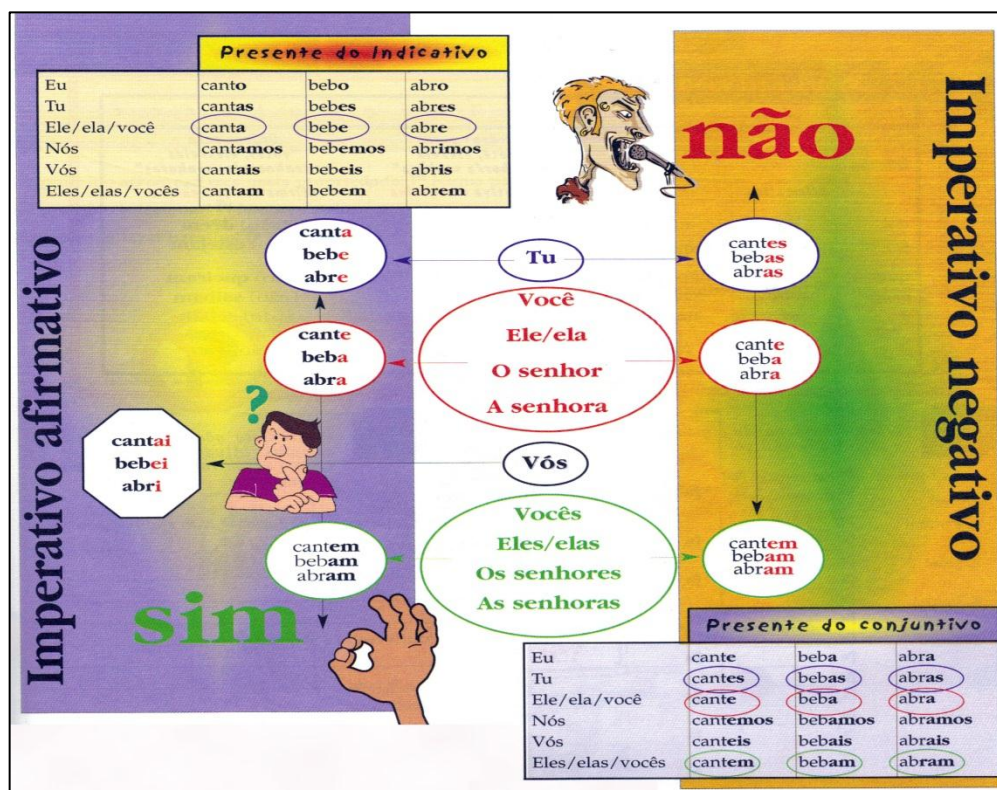 Presente do Indicativo
Eu canto bebo abro
Tu cantas bebes abres
Ele/ela/você canta bebe abre
Nós cantamos bebemos abrimos
Vós cantais bebeis abris
Eles/elas/vocês cantam bebem abrem
não
Imperativo afirmativo
Imperativo negativo
canta
bebe
abre
Tu
cantes
bebas
abras
cante
beba
abra
Você
Ele/ela
O senhor
A senhora
cante
beba
abra
?
cantai
bebei
abri
Vós
cantem
bebam
abram
Vocês
Eles/elas
Os senhores
As senhoras
cantem
bebam
abram
sim
Presente do conjuntivo
Eu cante beba abra
Tu cantes bebas abras
Ele/ela/você cante beba abra
Nós cantemos bebamos abramos
Vós canteis bebais abrais
Eles/elas/vocês cantem bebam abram